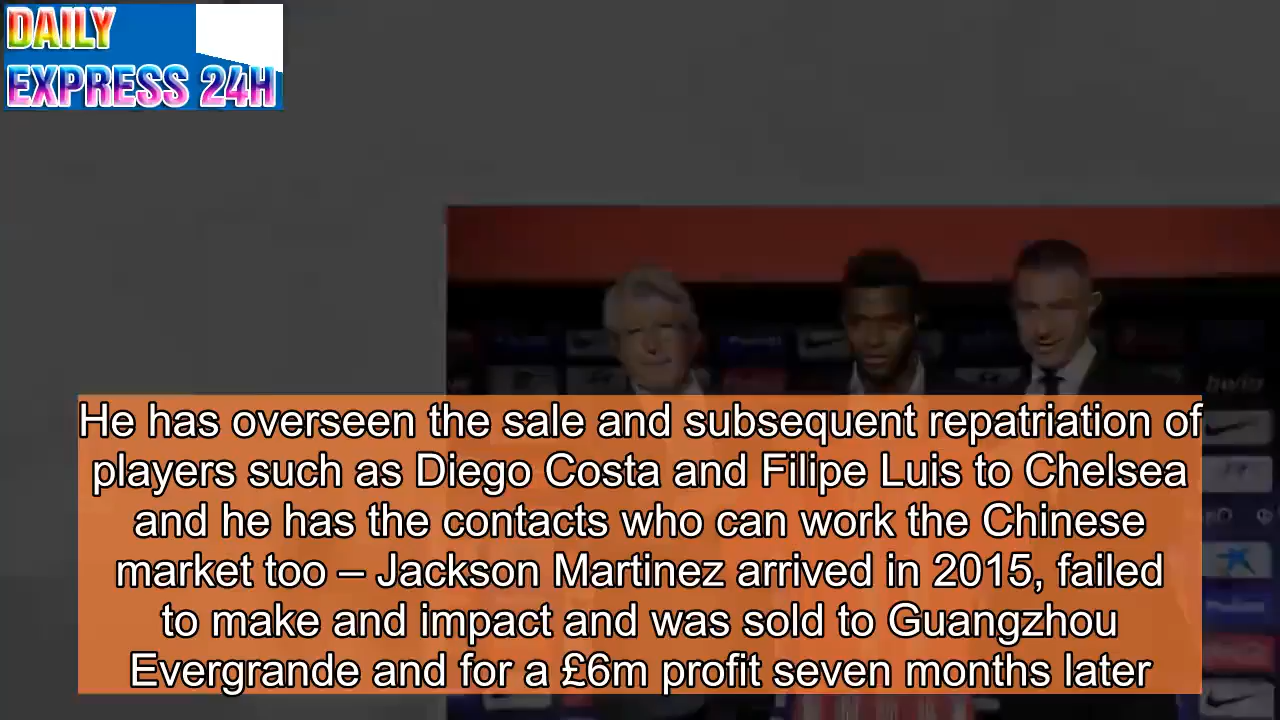 DAILY
EXPRESS 24H
He has overseen the sale and subsequent repatriation of
players such as Diego Costa and Filipe Luis to Chelsea
and he has the contacts who can work the Chinese
market too – Jackson Martinez arrived in 2015, failed
to make and impact and was sold to Guangzhou
Evergrande and for a £6m profit seven months later